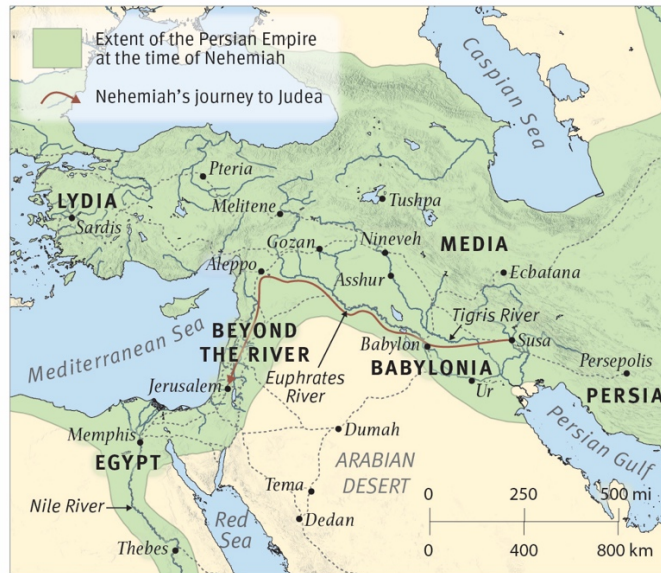 Extent of the Persian Empire
at the time of Nehemiah
Nehemiah's journey to Judea
Caspian Sea
Pteria
LYDIA
Sardis
Melitene
Tushpa
Gozan
Nineveh
MEDIA
Aleppo
Asshur
Ecbatana
Mediterranean Sea
BEYOND
THE RIVER
Tigris River
Babylon
Susa
BABYLONIA
Euphrates
River
Jerusalem
Ur
Persepolis
PERSIA
Memphis
EGYPT
Dumah
Persian Gulf
ARABIAN
DESERT
Nile River
Tema
Dedan
Red
Sea
Thebes
0 250 500 mi
0 400 800 km